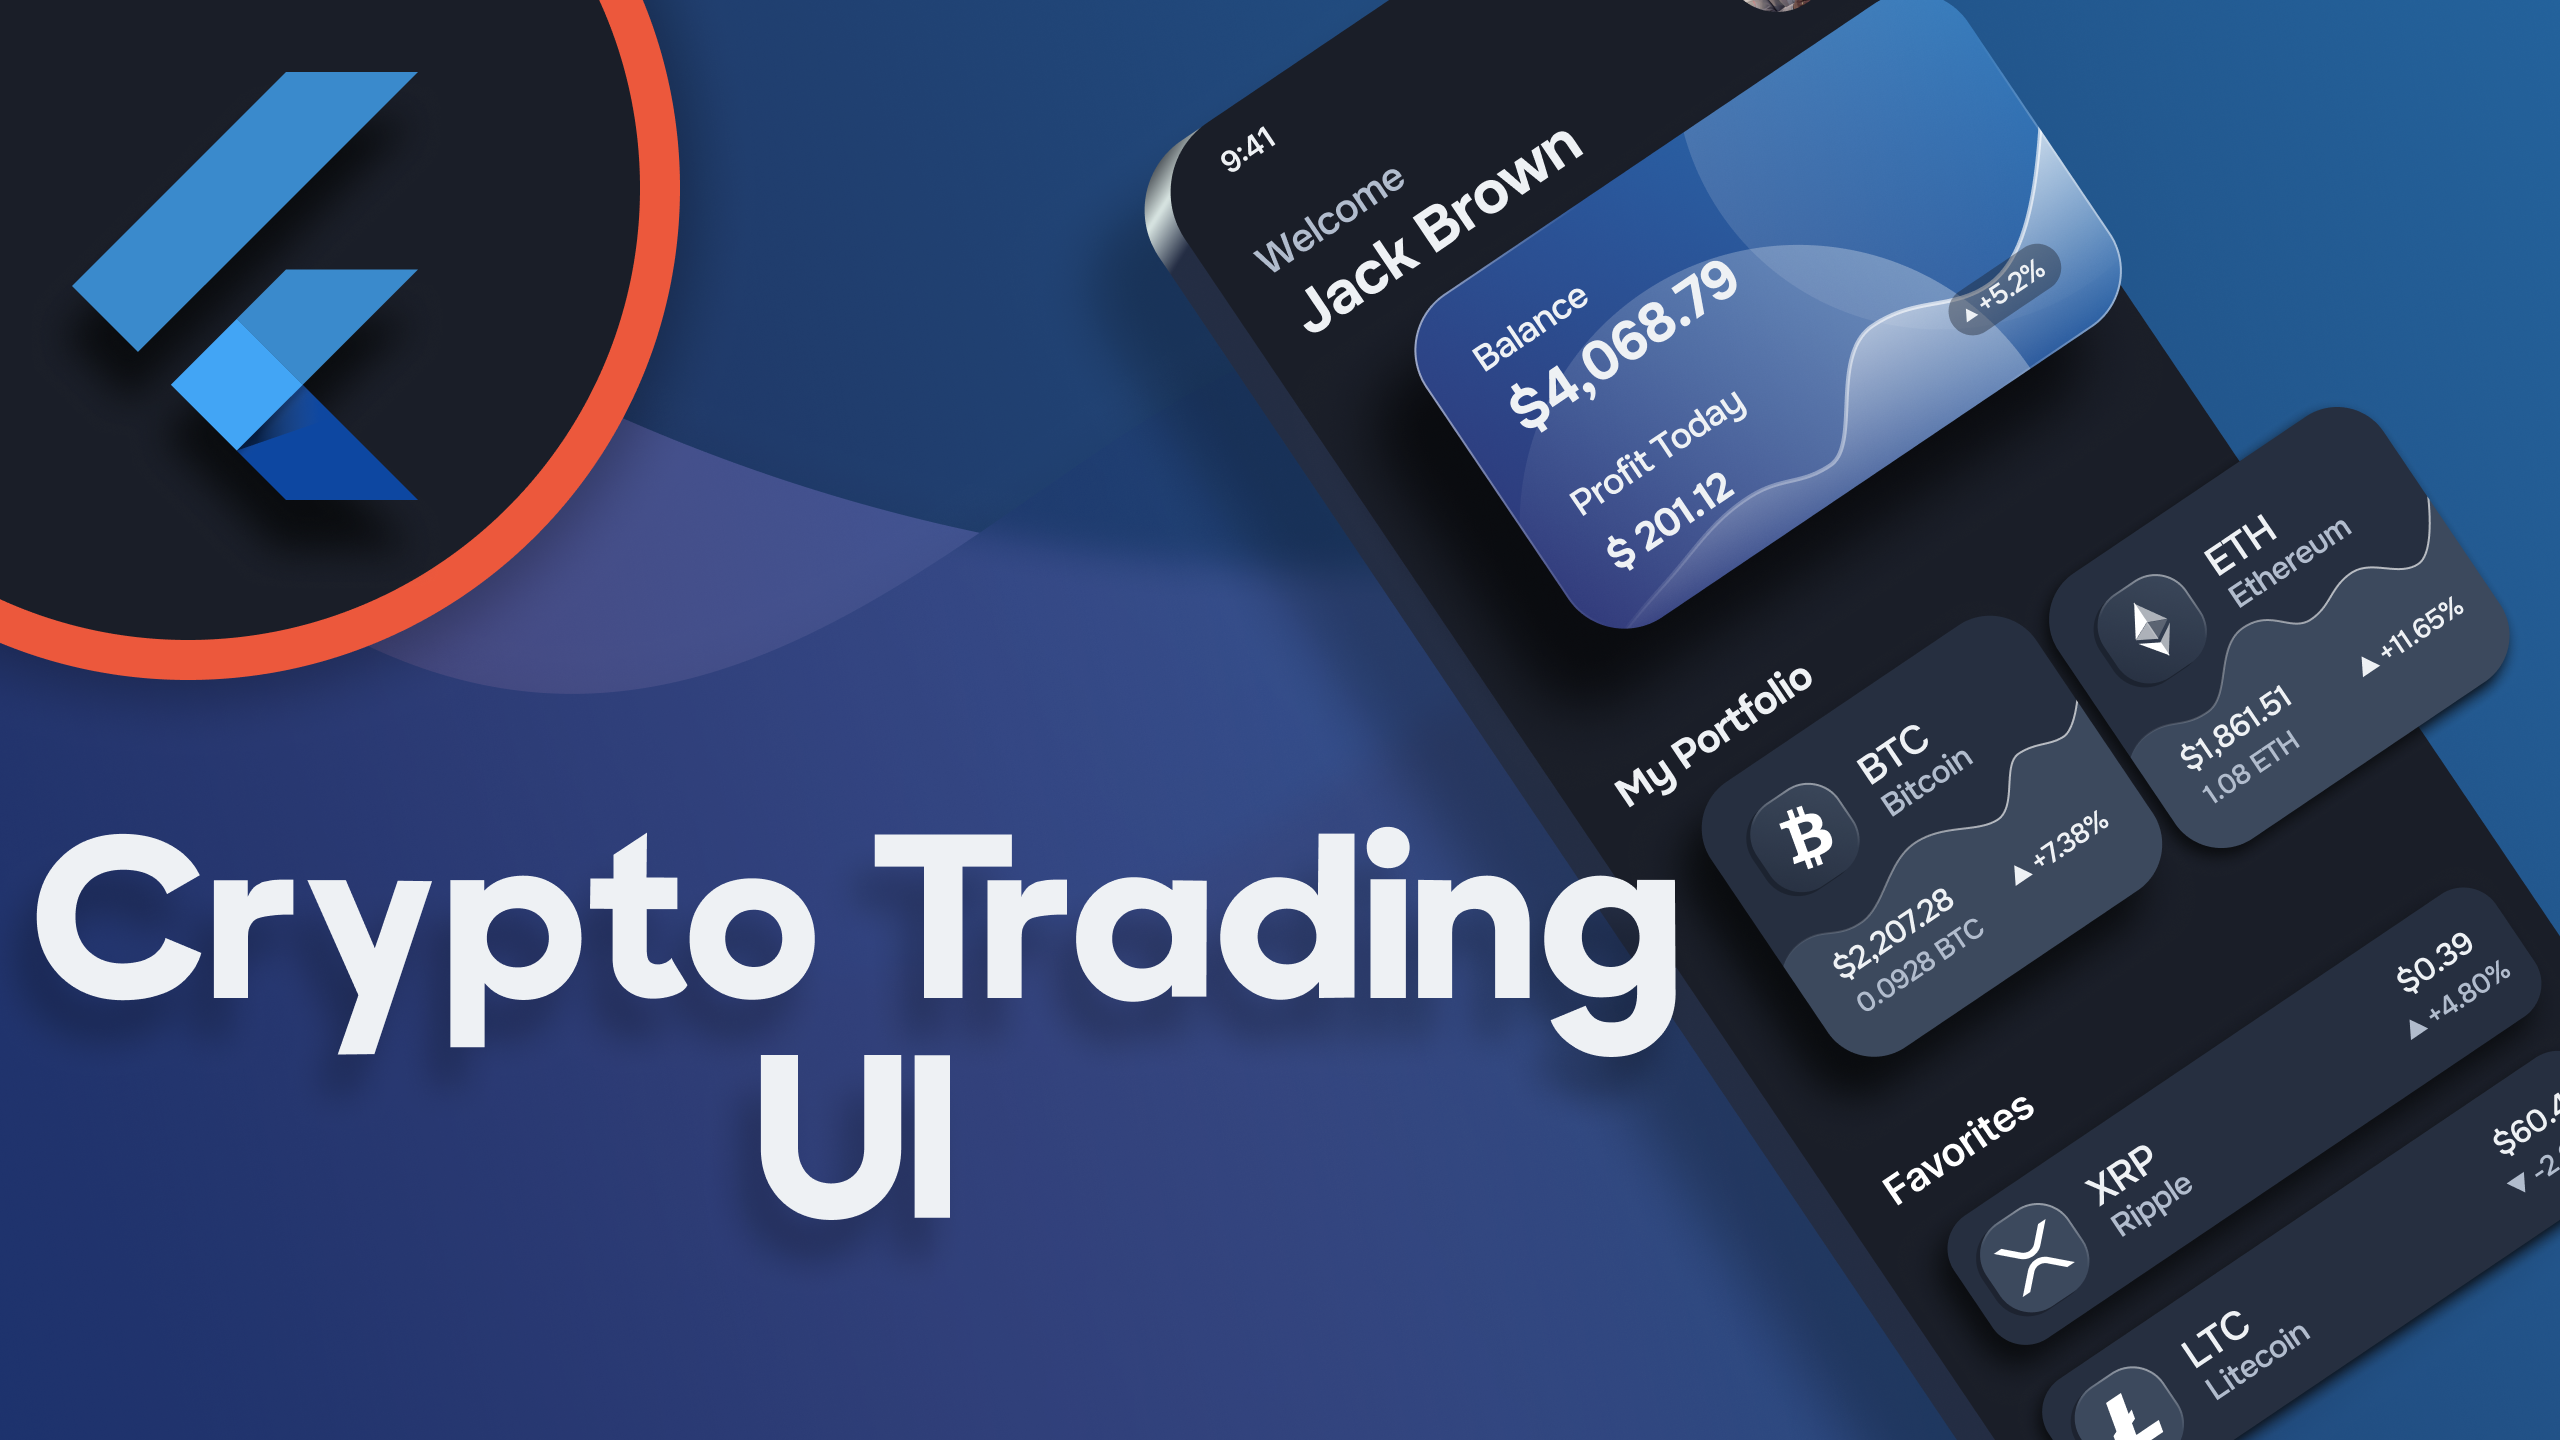 9:41
Welcome
Jack Brown
Balance
$4,068.79
Profit Today
$ 201.12
▲+5.2%
My Portfolio
BTC
Bitcoin
$2,207.28
0.0928 BTC
▲+7.38%
ETH
Ethereum
$1,861.51
1.08 ETH
▲+11.65%
Favorites
XRP
Ripple
$0.39
▲+4.80%
LTC
Litecoin
Crypto Trading
UI